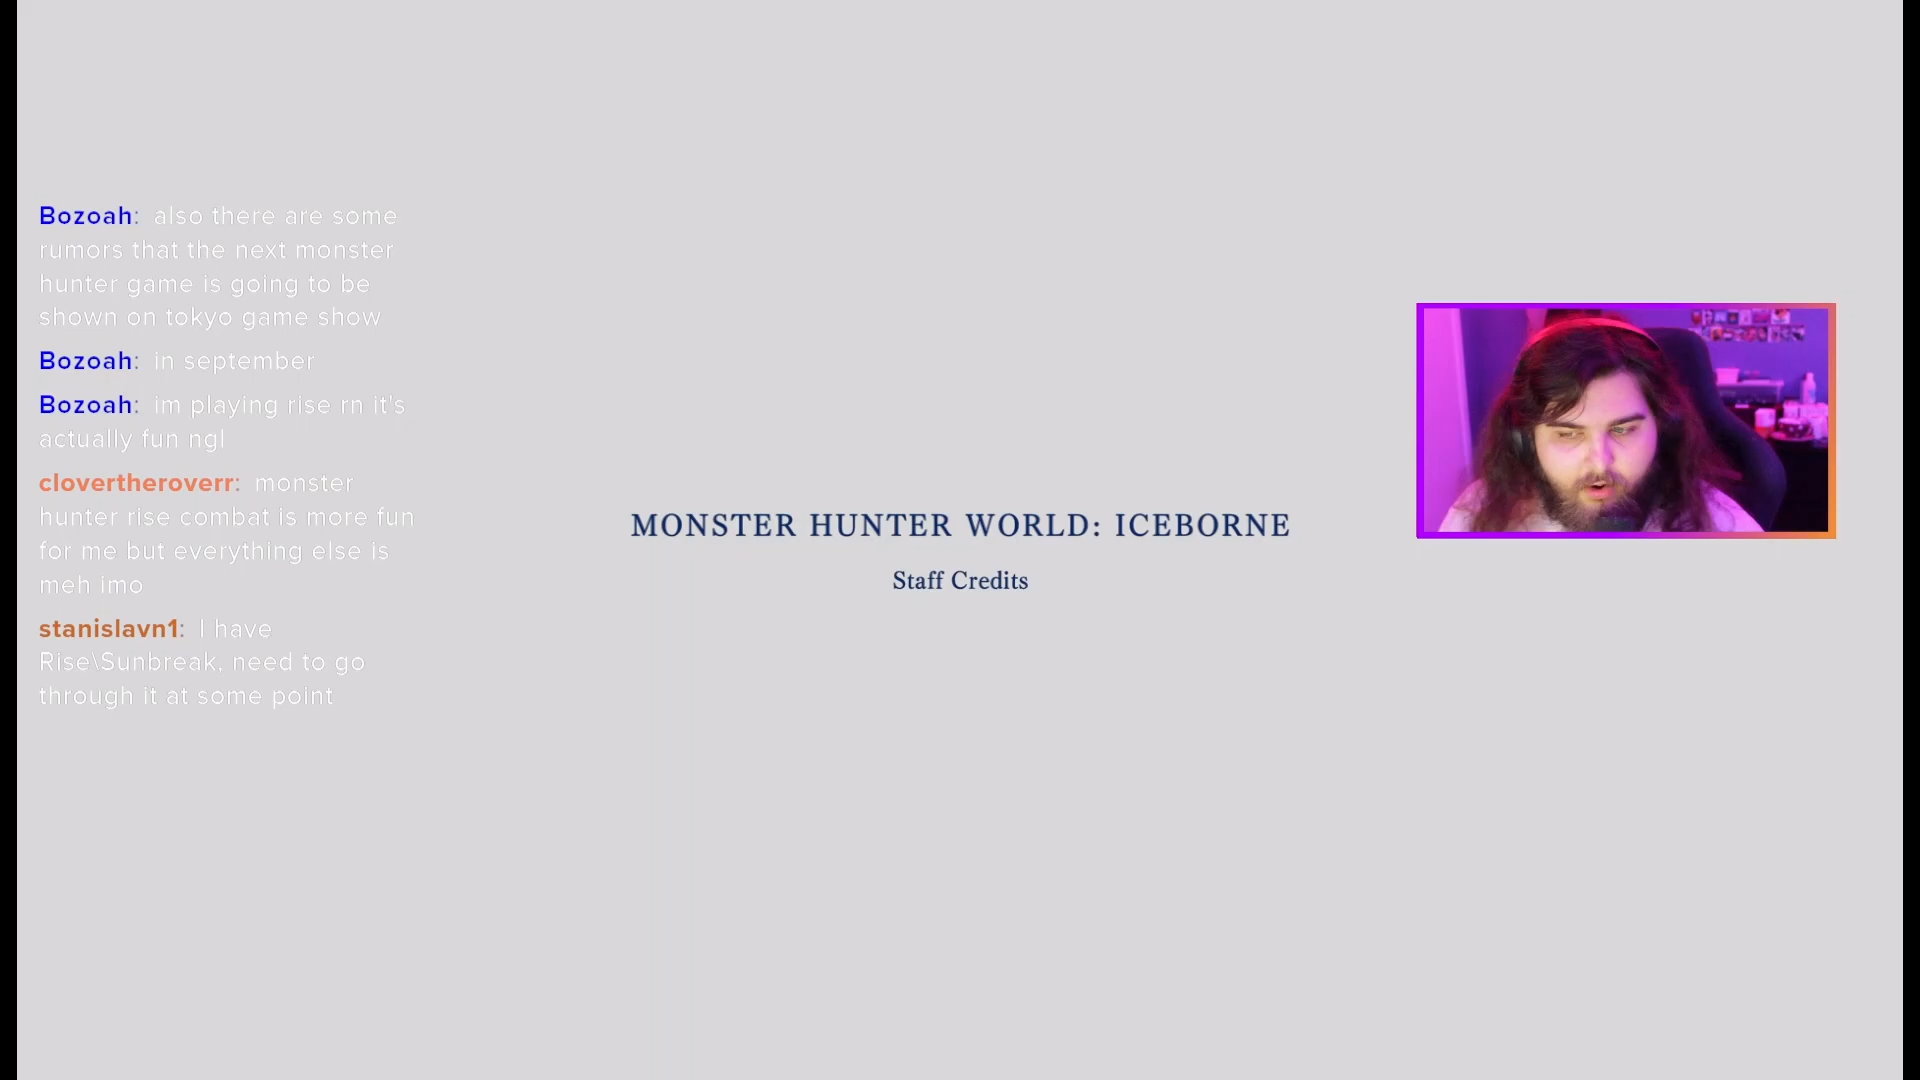 Bozoah: also there are some
rumors that the next monster
hunter game is going to be
shown on tokyo game show
Bozoah: in september
Bozoah: im playing rise rn it's
actually fun ngl
clovertheroverr: monster
hunter rise combat is more fun
for me but everything else is
meh imo
stanislavn1: I have
Rise\Sunbreak, need to go
through it at some point
MONSTER HUNTER WORLD: ICEBORNE
Staff Credits